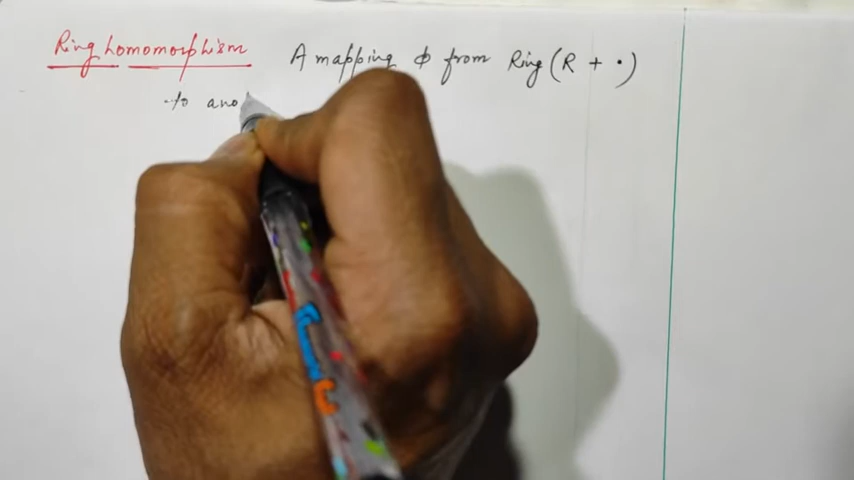 Ring homomorphism A mapping ϕ from Ring (R + ·)
to ano